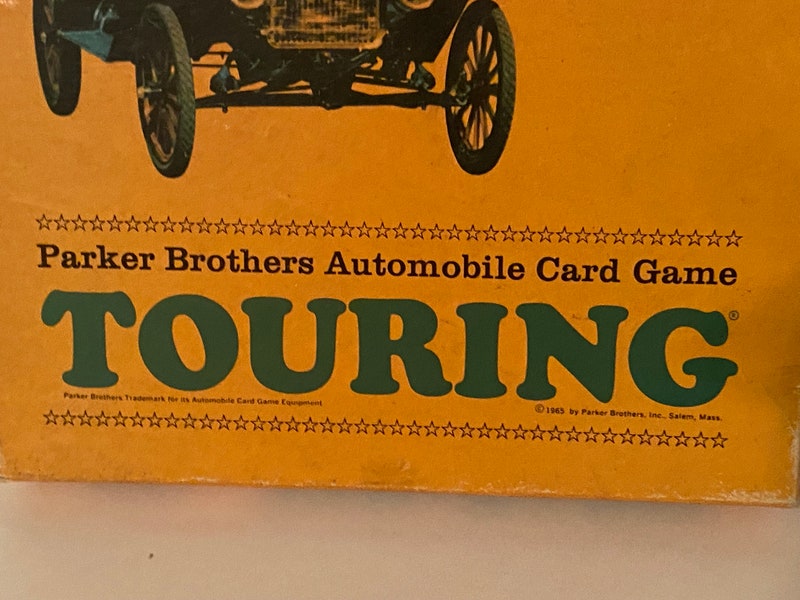 Parker Brothers Automobile Card Game
TOURING®
Parker Brothers Trademark for its Automobile Card Game Equipment
© 1965 by Parker Brothers, Inc., Salem, Mass.